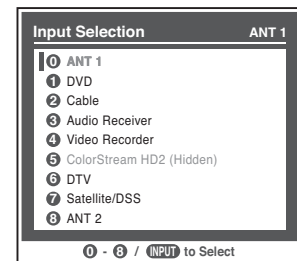 Input Selection ANT 1
0 ANT 1
1 DVD
2 Cable
3 Audio Receiver
4 Video Recorder
5 ColorStream HD2 (Hidden)
6 DTV
7 Satellite/DSS
8 ANT 2
0 - 8 / INPUT to Select